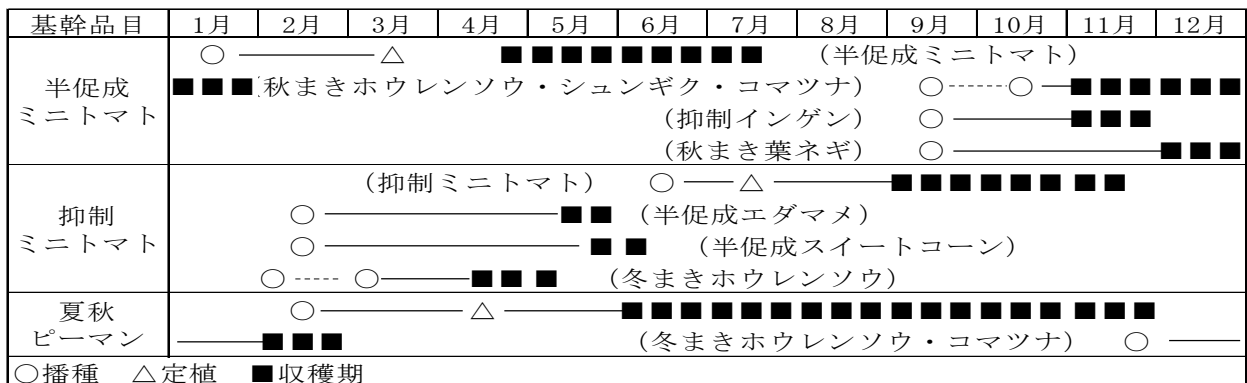 基幹品目 1月 2月 3月 4月 5月 6月 7月 8月 9月 10月 11月 12月
半促成
ミニトマト
○ △ ■■■■■■■■■ (半促成ミニトマト)
■■■(秋まきホウレンソウ・シュンギク・コマツナ) ○ ○ ■■■■■■
(抑制インゲン) ○ ■■■
(秋まき葉ネギ) ○ ■■■
抑制
ミニトマト
(抑制ミニトマト) ○ △ ■■■■■■■■
○ ■■ (半促成エダマメ)
○ ■■ (半促成スイートコーン)
○ ○ ■■■ (冬まきホウレンソウ)
夏秋
ピーマン
○ △ ■■■■■■■■■■■■■■■■■■
■■■ (冬まきホウレンソウ・コマツナ) ○
○播種 △定植 ■収穫期